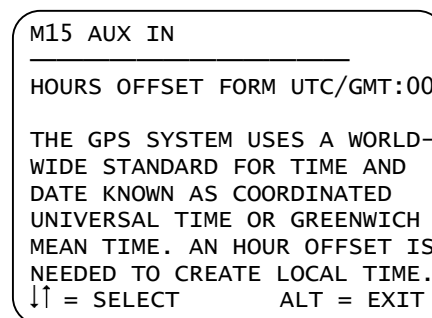 M15 AUX IN
HOURS OFFSET FORM UTC/GMT:00
THE GPS SYSTEM USES A WORLD-
WIDE STANDARD FOR TIME AND
DATE KNOWN AS COORDINATED
UNIVERSAL TIME OR GREENWICH
MEAN TIME. AN HOUR OFFSET IS
NEEDED TO CREATE LOCAL TIME.
↓↑ = SELECT ALT = EXIT